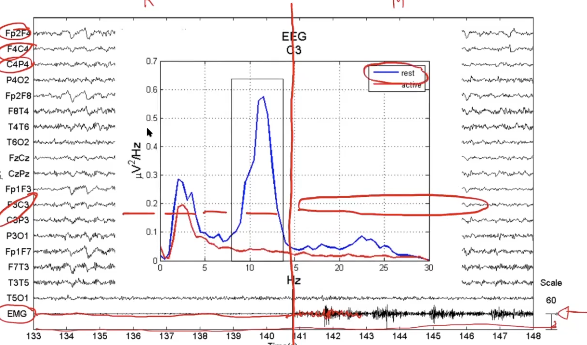 R M
EEG
C3
Fp2F4
F4C4
C4P4
P4O2
Fp2F8
F8T4
T4T6
T6O2
FzCz
CzPz
Fp1F3
F3C3
C3P3
P3O1
Fp1F7
F7T3
T3T5
T5O1
EMG
0.7
0.6
0.5
0.4
0.3
0.2
0.1
0
μV²/Hz
rest
active
0 5 10 15 20 25 30
Hz
Scale
60
133 134 135 136 137 138 139 140 141 142 143 144 145 146 147 148